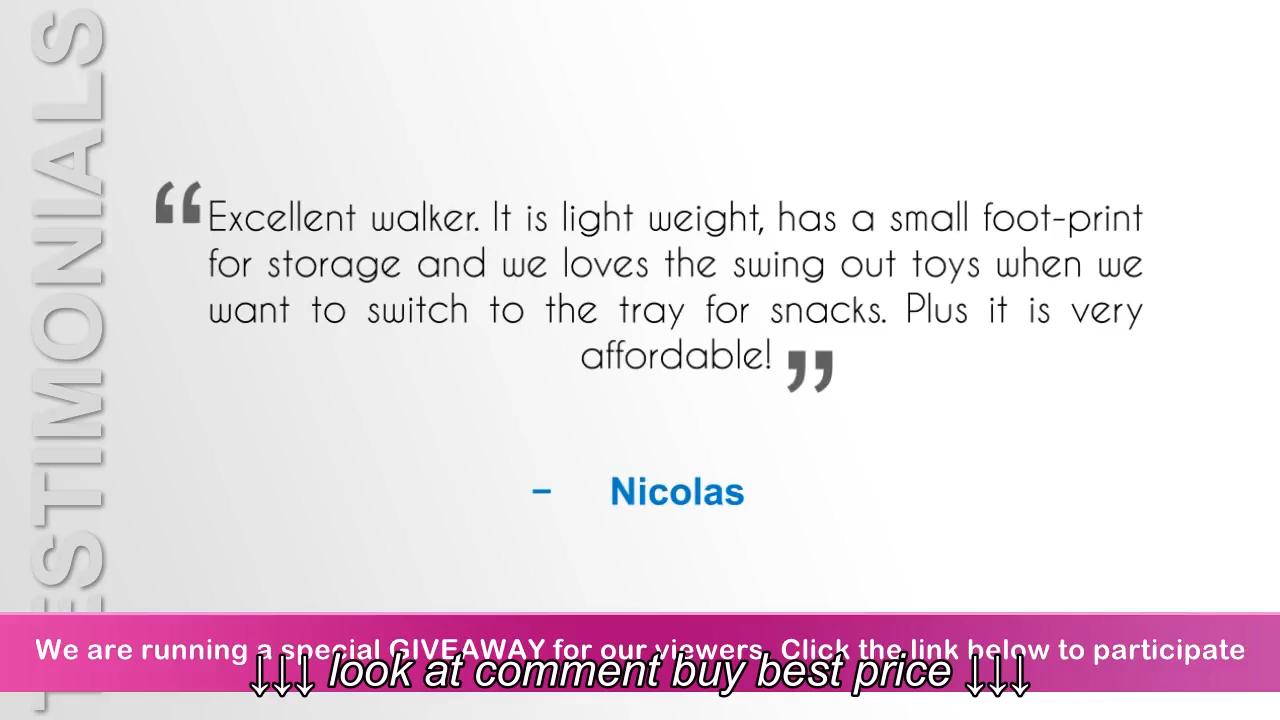 TESTIMONIALS
“Excellent walker. It is light weight, has a small foot-print
for storage and we loves the swing out toys when we
want to switch to the tray for snacks. Plus it is very
affordable!”
– Nicolas
We are running a special GIVEAWAY for our viewers. Click the link below to participate
↓↓↓ look at comment buy best price ↓↓↓